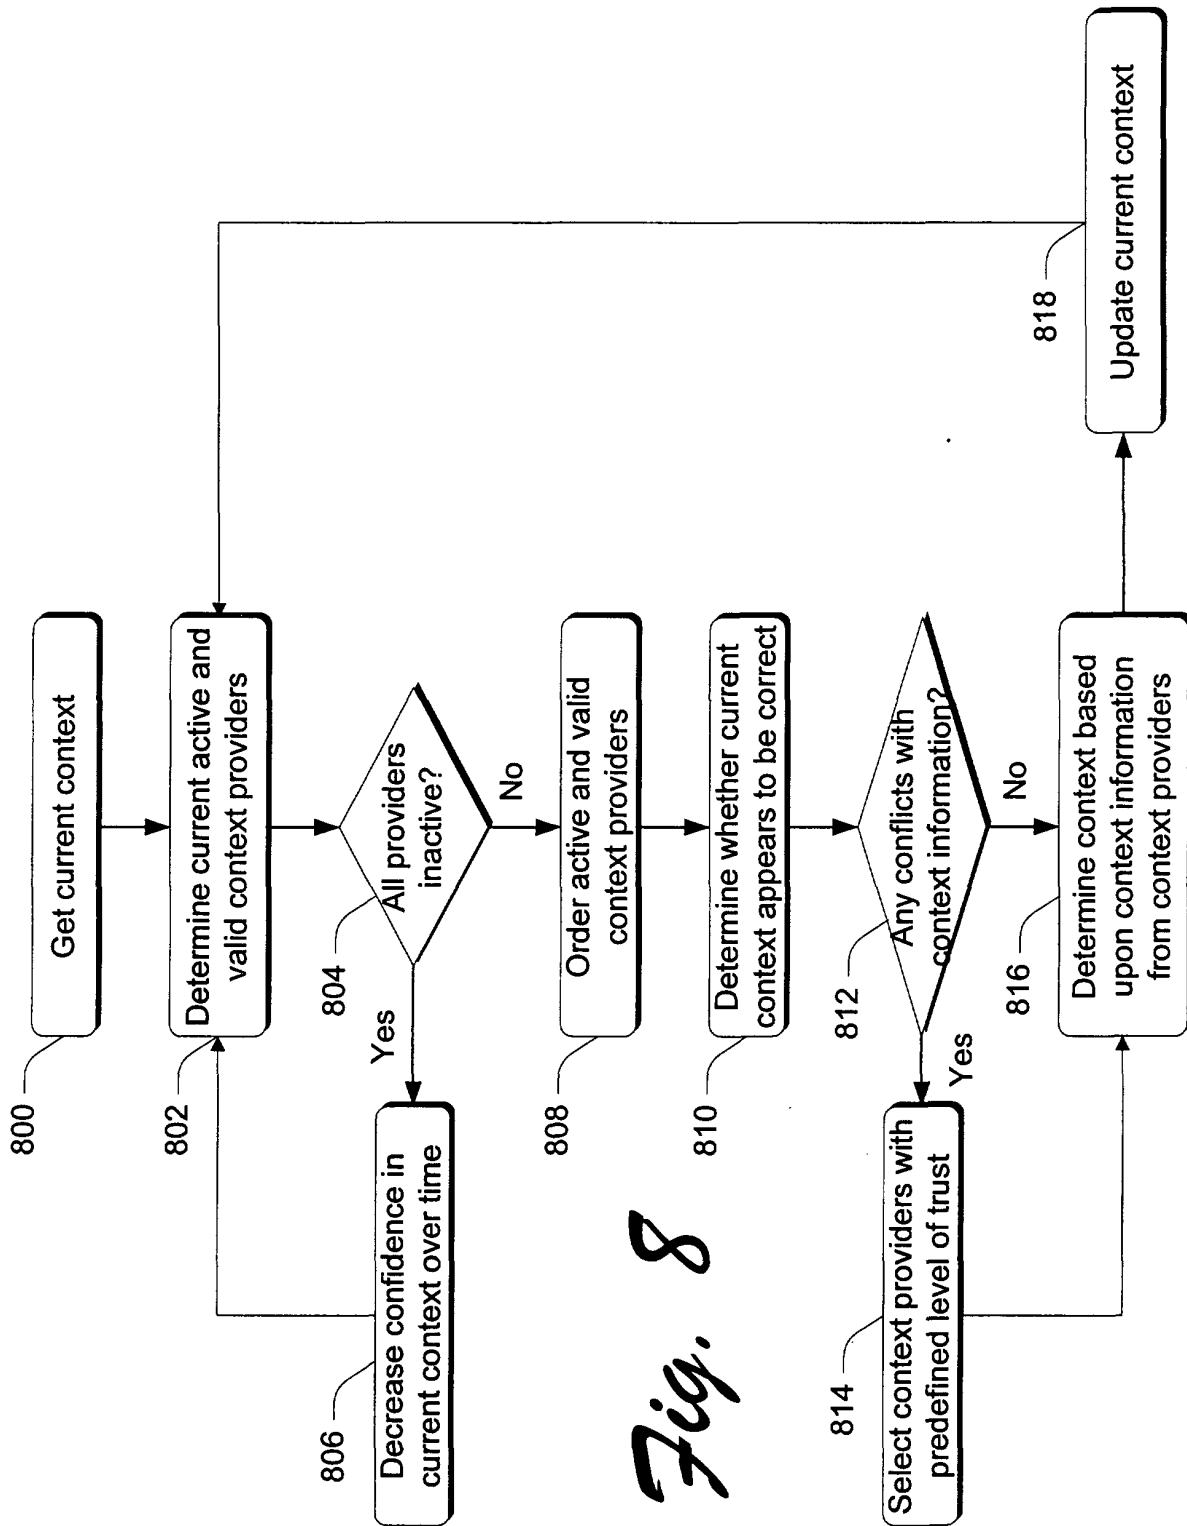 800
Get current context
802
Determine current active and
valid context providers
804
All providers
inactive?
Yes
No
806
Decrease confidence in
current context over time
808
Order active and valid
context providers
810
Determine whether current
context appears to be correct
812
Any conflicts with
context information?
Yes
No
814
Select context providers with
predefined level of trust
816
Determine context based
upon context information
from context providers
818
Update current context
Fig. 8